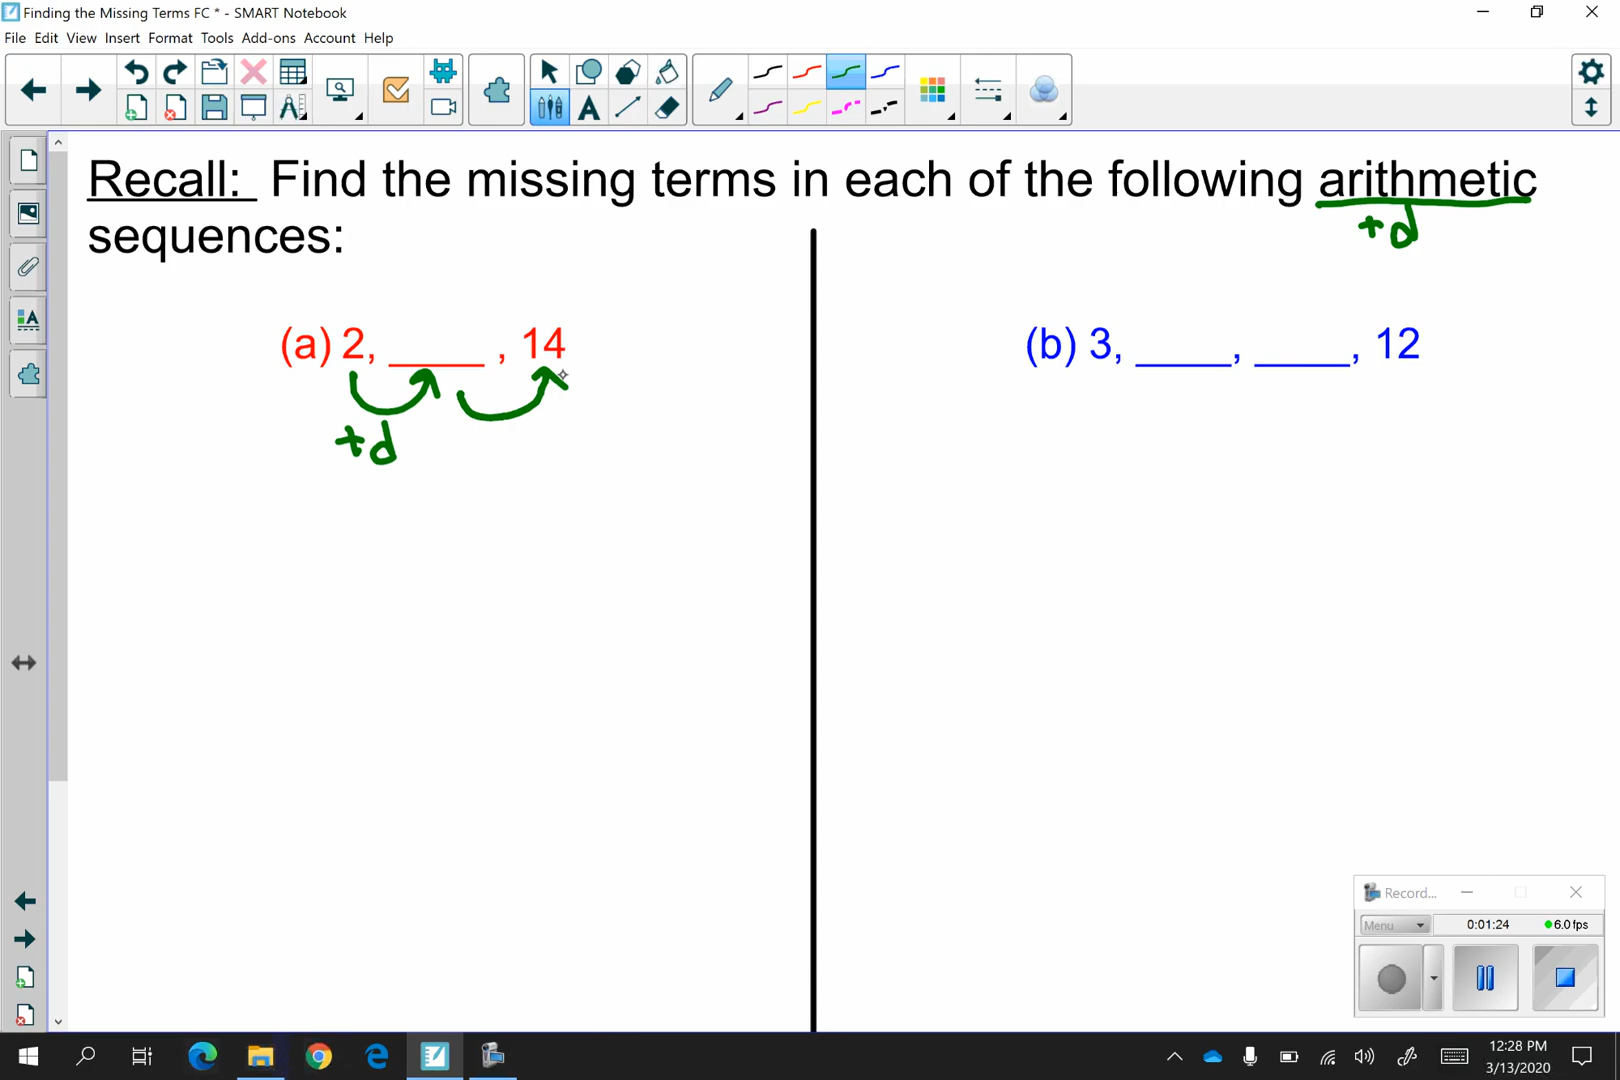 Finding the Missing Terms FC * - SMART Notebook
File Edit View Insert Format Tools Add-ons Account Help
Recall: Find the missing terms in each of the following arithmetic
+d
sequences:
(a) 2, _____ , 14
(b) 3, _____, _____, 12
+d
Record...
Menu 0:01:24 6.0 fps
12:28 PM
3/13/2020